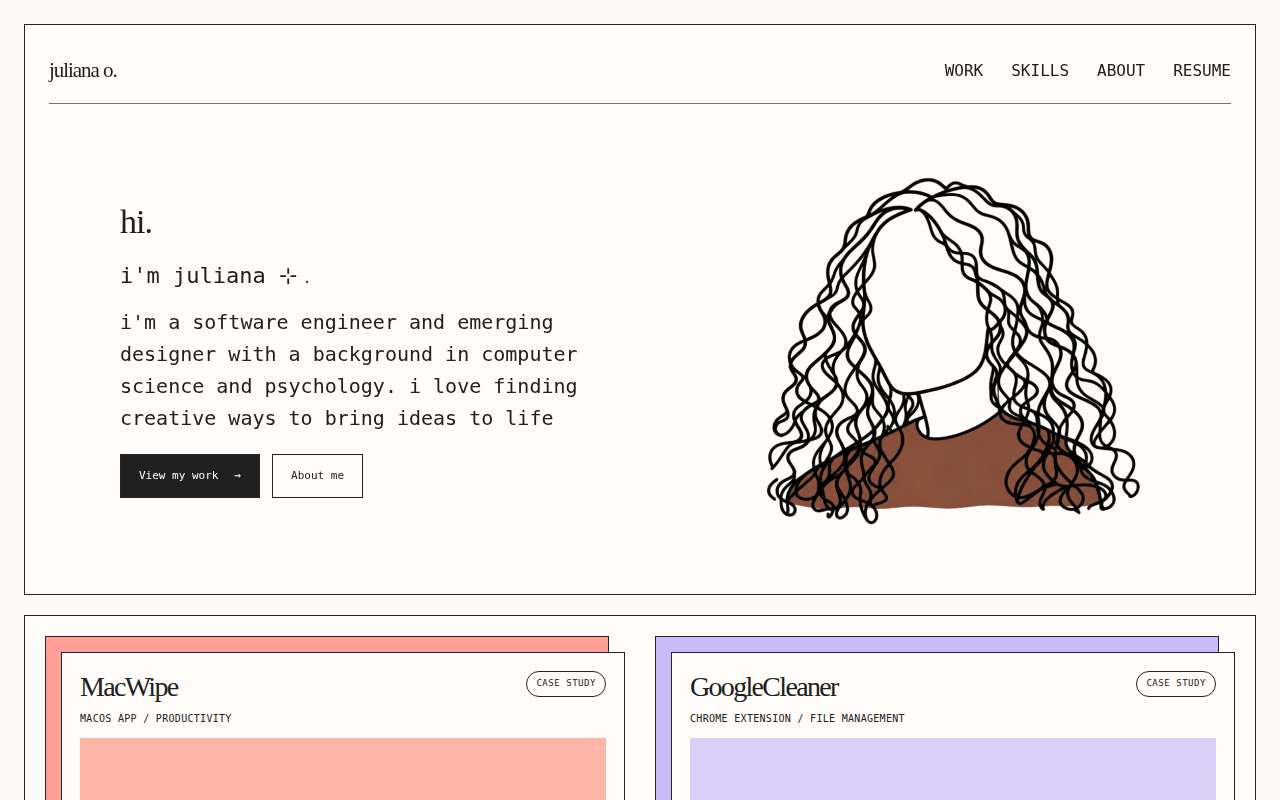 juliana o.
WORK SKILLS ABOUT RESUME
hi.
i'm juliana ⊹ .
i'm a software engineer and emerging
designer with a background in computer
science and psychology. i love finding
creative ways to bring ideas to life
View my work →
About me
MacWipe
CASE STUDY
MACOS APP / PRODUCTIVITY
GoogleCleaner
CASE STUDY
CHROME EXTENSION / FILE MANAGEMENT